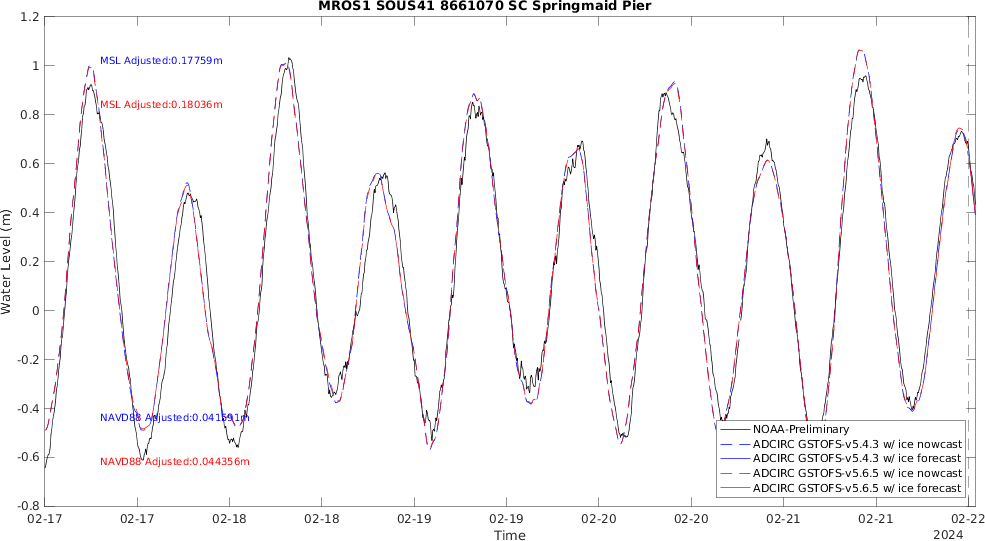 MROS1 SOUS41 8661070 SC Springmaid Pier
1.2
1
0.8
0.6
0.4
0.2
0
-0.2
-0.4
-0.6
-0.8
Water Level (m)
MSL Adjusted:0.17759m
MSL Adjusted:0.18036m
NAVD88 Adjusted:0.041591m
NAVD88 Adjusted:0.044356m
NOAA-Preliminary
ADCIRC GSTOFS-v5.4.3 w/ ice nowcast
ADCIRC GSTOFS-v5.4.3 w/ ice forecast
ADCIRC GSTOFS-v5.6.5 w/ ice nowcast
ADCIRC GSTOFS-v5.6.5 w/ ice forecast
02-17 02-17 02-18 02-18 02-19 02-19 02-20 02-20 02-21 02-21 02-22
Time
2024